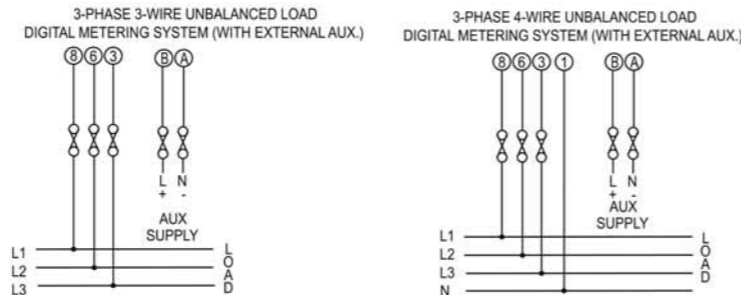 3-PHASE 3-WIRE UNBALANCED LOAD
DIGITAL METERING SYSTEM (WITH EXTERNAL AUX.)
8 6 3 B A
L N
+ -
AUX
SUPPLY
L1
L2
L3
LOAD
3-PHASE 4-WIRE UNBALANCED LOAD
DIGITAL METERING SYSTEM (WITH EXTERNAL AUX.)
8 6 3 1 B A
L N
+ -
AUX
SUPPLY
L1
L2
L3
N
LOAD